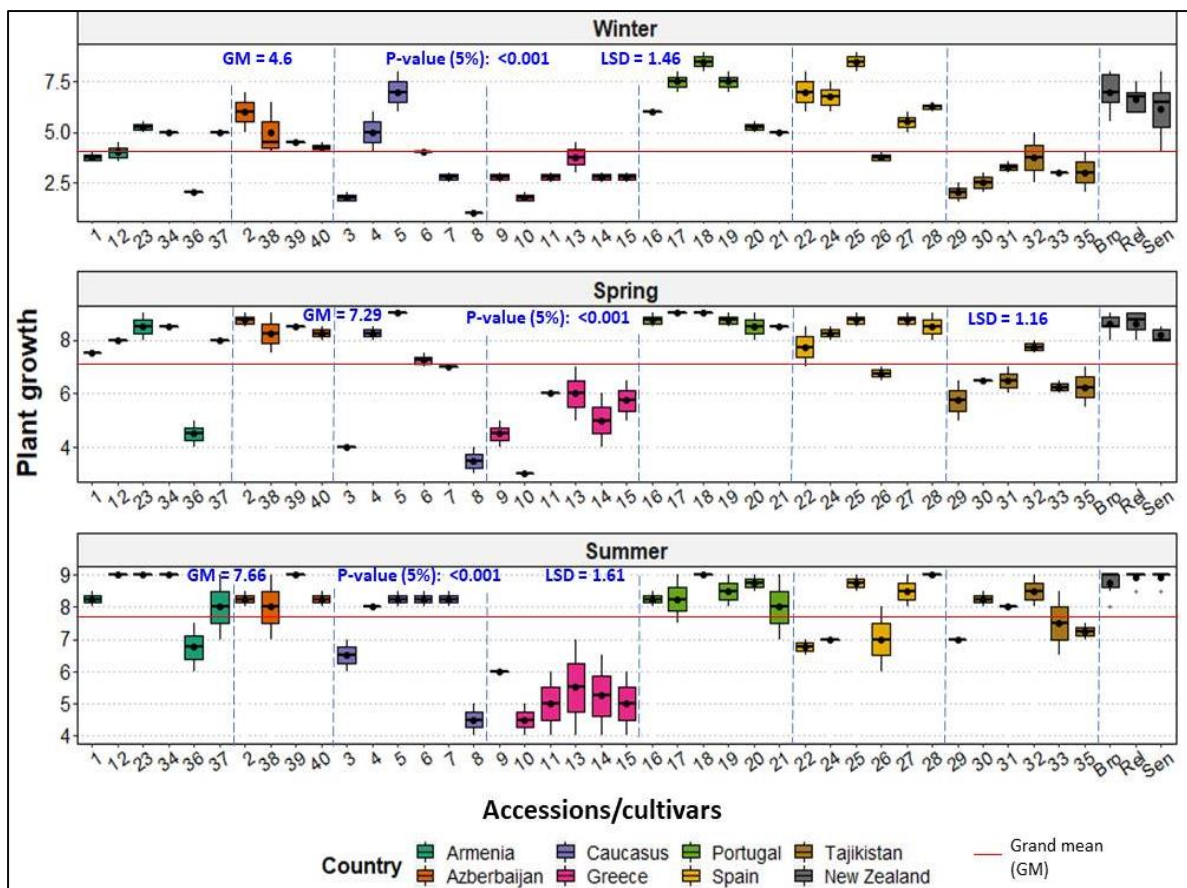 Winter
GM = 4.6 P-value (5%): <0.001 LSD = 1.46
7.5
5.0
2.5
1 12 23 34 36 37 2 38 39 40 3 4 5 6 7 8 9 10 11 13 14 15 16 17 18 19 20 21 22 24 25 26 27 28 29 30 31 32 33 35 Bro Rel Sen
Spring
GM = 7.29 P-value (5%): <0.001 LSD = 1.16
8
6
4
1 12 23 34 36 37 2 38 39 40 3 4 5 6 7 8 9 10 11 13 14 15 16 17 18 19 20 21 22 24 25 26 27 28 29 30 31 32 33 35 Bro Rel Sen
Plant growth
Summer
9
GM = 7.66 P-value (5%): <0.001 LSD = 1.61
8
7
6
5
4
1 12 23 34 36 37 2 38 39 40 3 4 5 6 7 8 9 10 11 13 14 15 16 17 18 19 20 21 22 24 25 26 27 28 29 30 31 32 33 35 Bro Rel Sen
Accessions/cultivars
Country
Armenia Caucasus Portugal Tajikistan
Azberbaijan Greece Spain New Zealand
Grand mean
(GM)